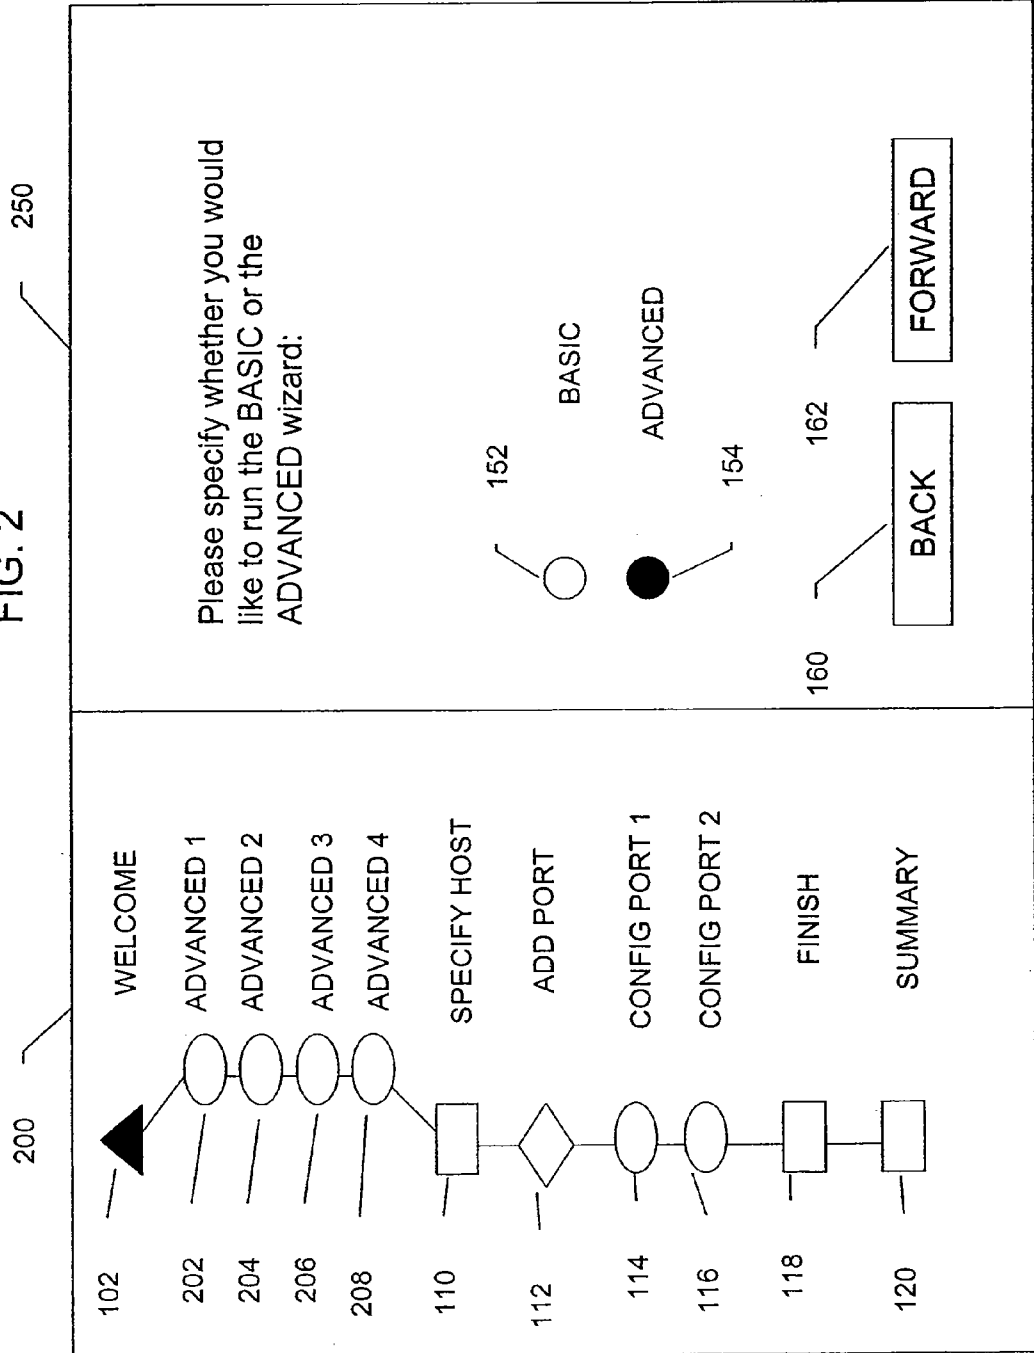 FIG. 2
200
250
102
WELCOME
202
ADVANCED 1
204
ADVANCED 2
206
ADVANCED 3
208
ADVANCED 4
110
SPECIFY HOST
112
ADD PORT
114
CONFIG PORT 1
116
CONFIG PORT 2
118
FINISH
120
SUMMARY
Please specify whether you would
like to run the BASIC or the
ADVANCED wizard:
152
BASIC
ADVANCED
154
160
162
BACK
FORWARD